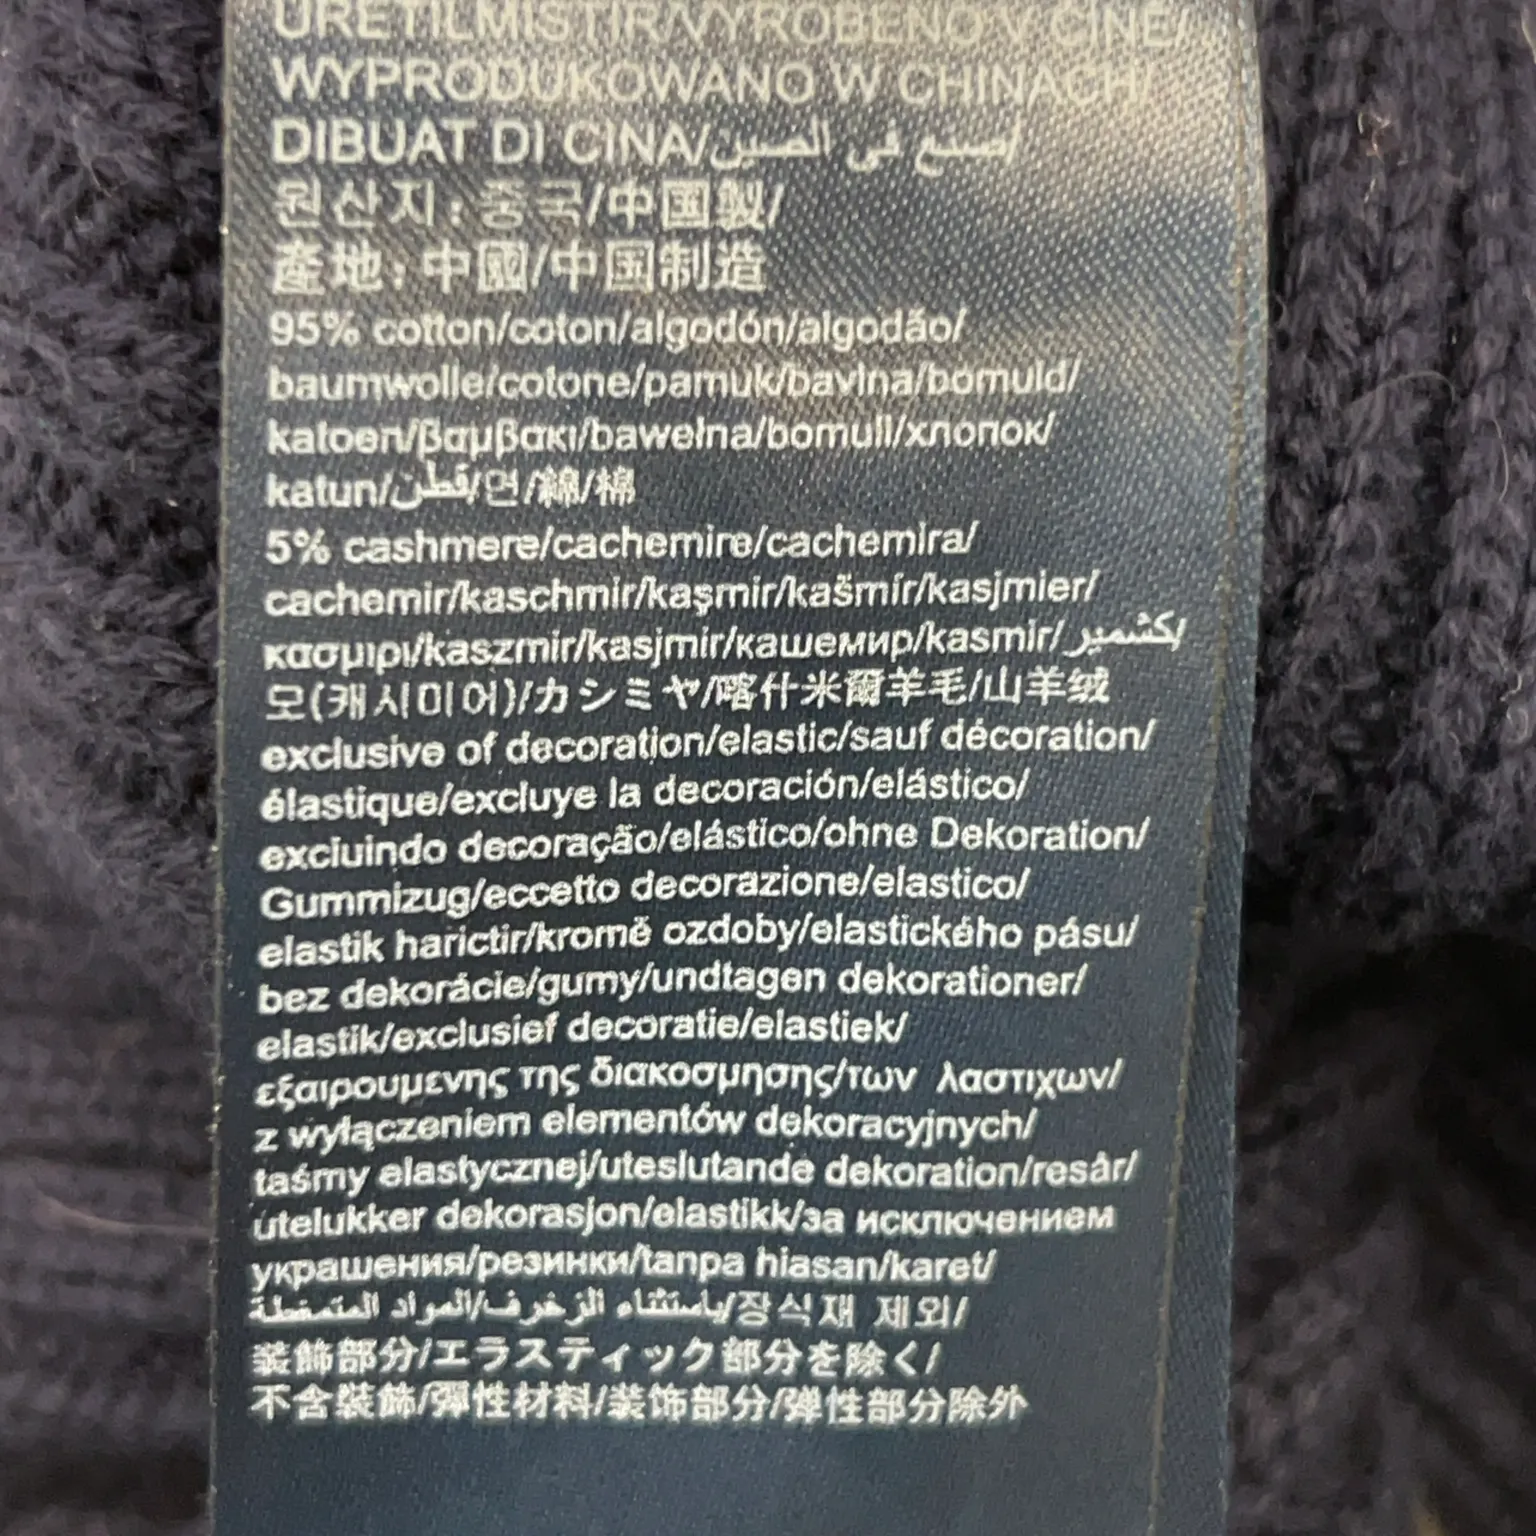 ÜRETİLMİŞTİR/VYROBENO V ČÍNĚ/
WYPRODUKOWANO W CHINACH/
DIBUAT DI CINA/صنع في الصين/
원산지: 중국/中国製/
產地: 中國/中国制造
95% cotton/coton/algodón/algodão/
baumwolle/cotone/pamuk/bavlna/bomuld/
katoen/βαμβακι/bawełna/bomull/хлопок/
katun/قطن/면/綿/棉
5% cashmere/cachemire/cachemira/
cachemir/kaschmir/kaşmir/kašmír/kasjmier/
κασμιρι/kaszmir/kasjmir/кашемир/kasmir/كشمير/
모(캐시미어)/カシミヤ/喀什米爾羊毛/山羊绒
exclusive of decoration/elastic/sauf décoration/
élastique/excluye la decoración/elástico/
excluindo decoração/elástico/ohne Dekoration/
Gummizug/eccetto decorazione/elastico/
elastik harictir/kromě ozdoby/elastického pásu/
bez dekorácie/gumy/undtagen dekorationer/
elastik/exclusief decoratie/elastiek/
εξαιρουμενης της διακοσμησης/των λαστιχων/
z wyłączeniem elementów dekoracyjnych/
taśmy elastycznej/uteslutande dekoration/resår/
utelukker dekorasjon/elastikk/за исключением
украшения/резинки/tanpa hiasan/karet/
باستثناء الزخرف/المواد المتمغطة/장식재 제외/
装飾部分/エラスティック部分を除く/
不含裝飾/彈性材料/装饰部分/弹性部分除外